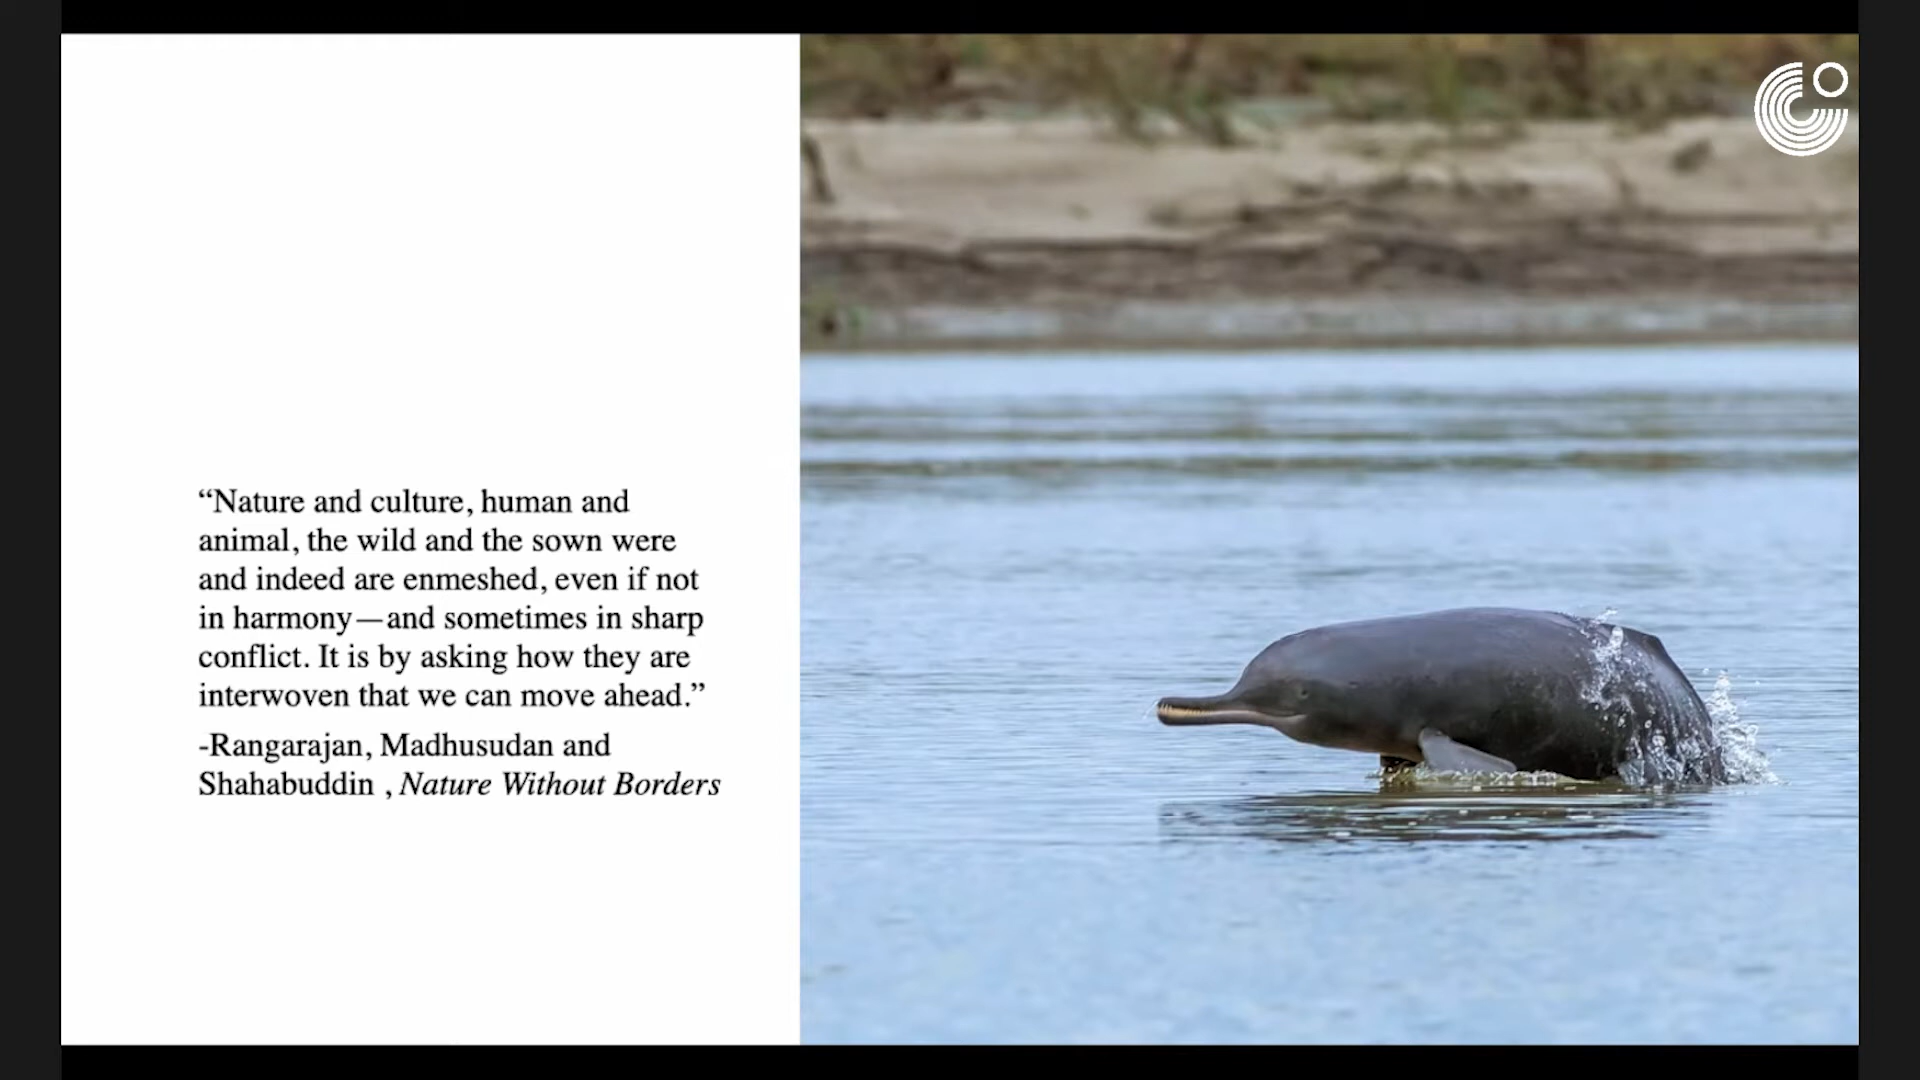 “Nature and culture, human and
animal, the wild and the sown were
and indeed are enmeshed, even if not
in harmony—and sometimes in sharp
conflict. It is by asking how they are
interwoven that we can move ahead.”
-Rangarajan, Madhusudan and
Shahabuddin , Nature Without Borders